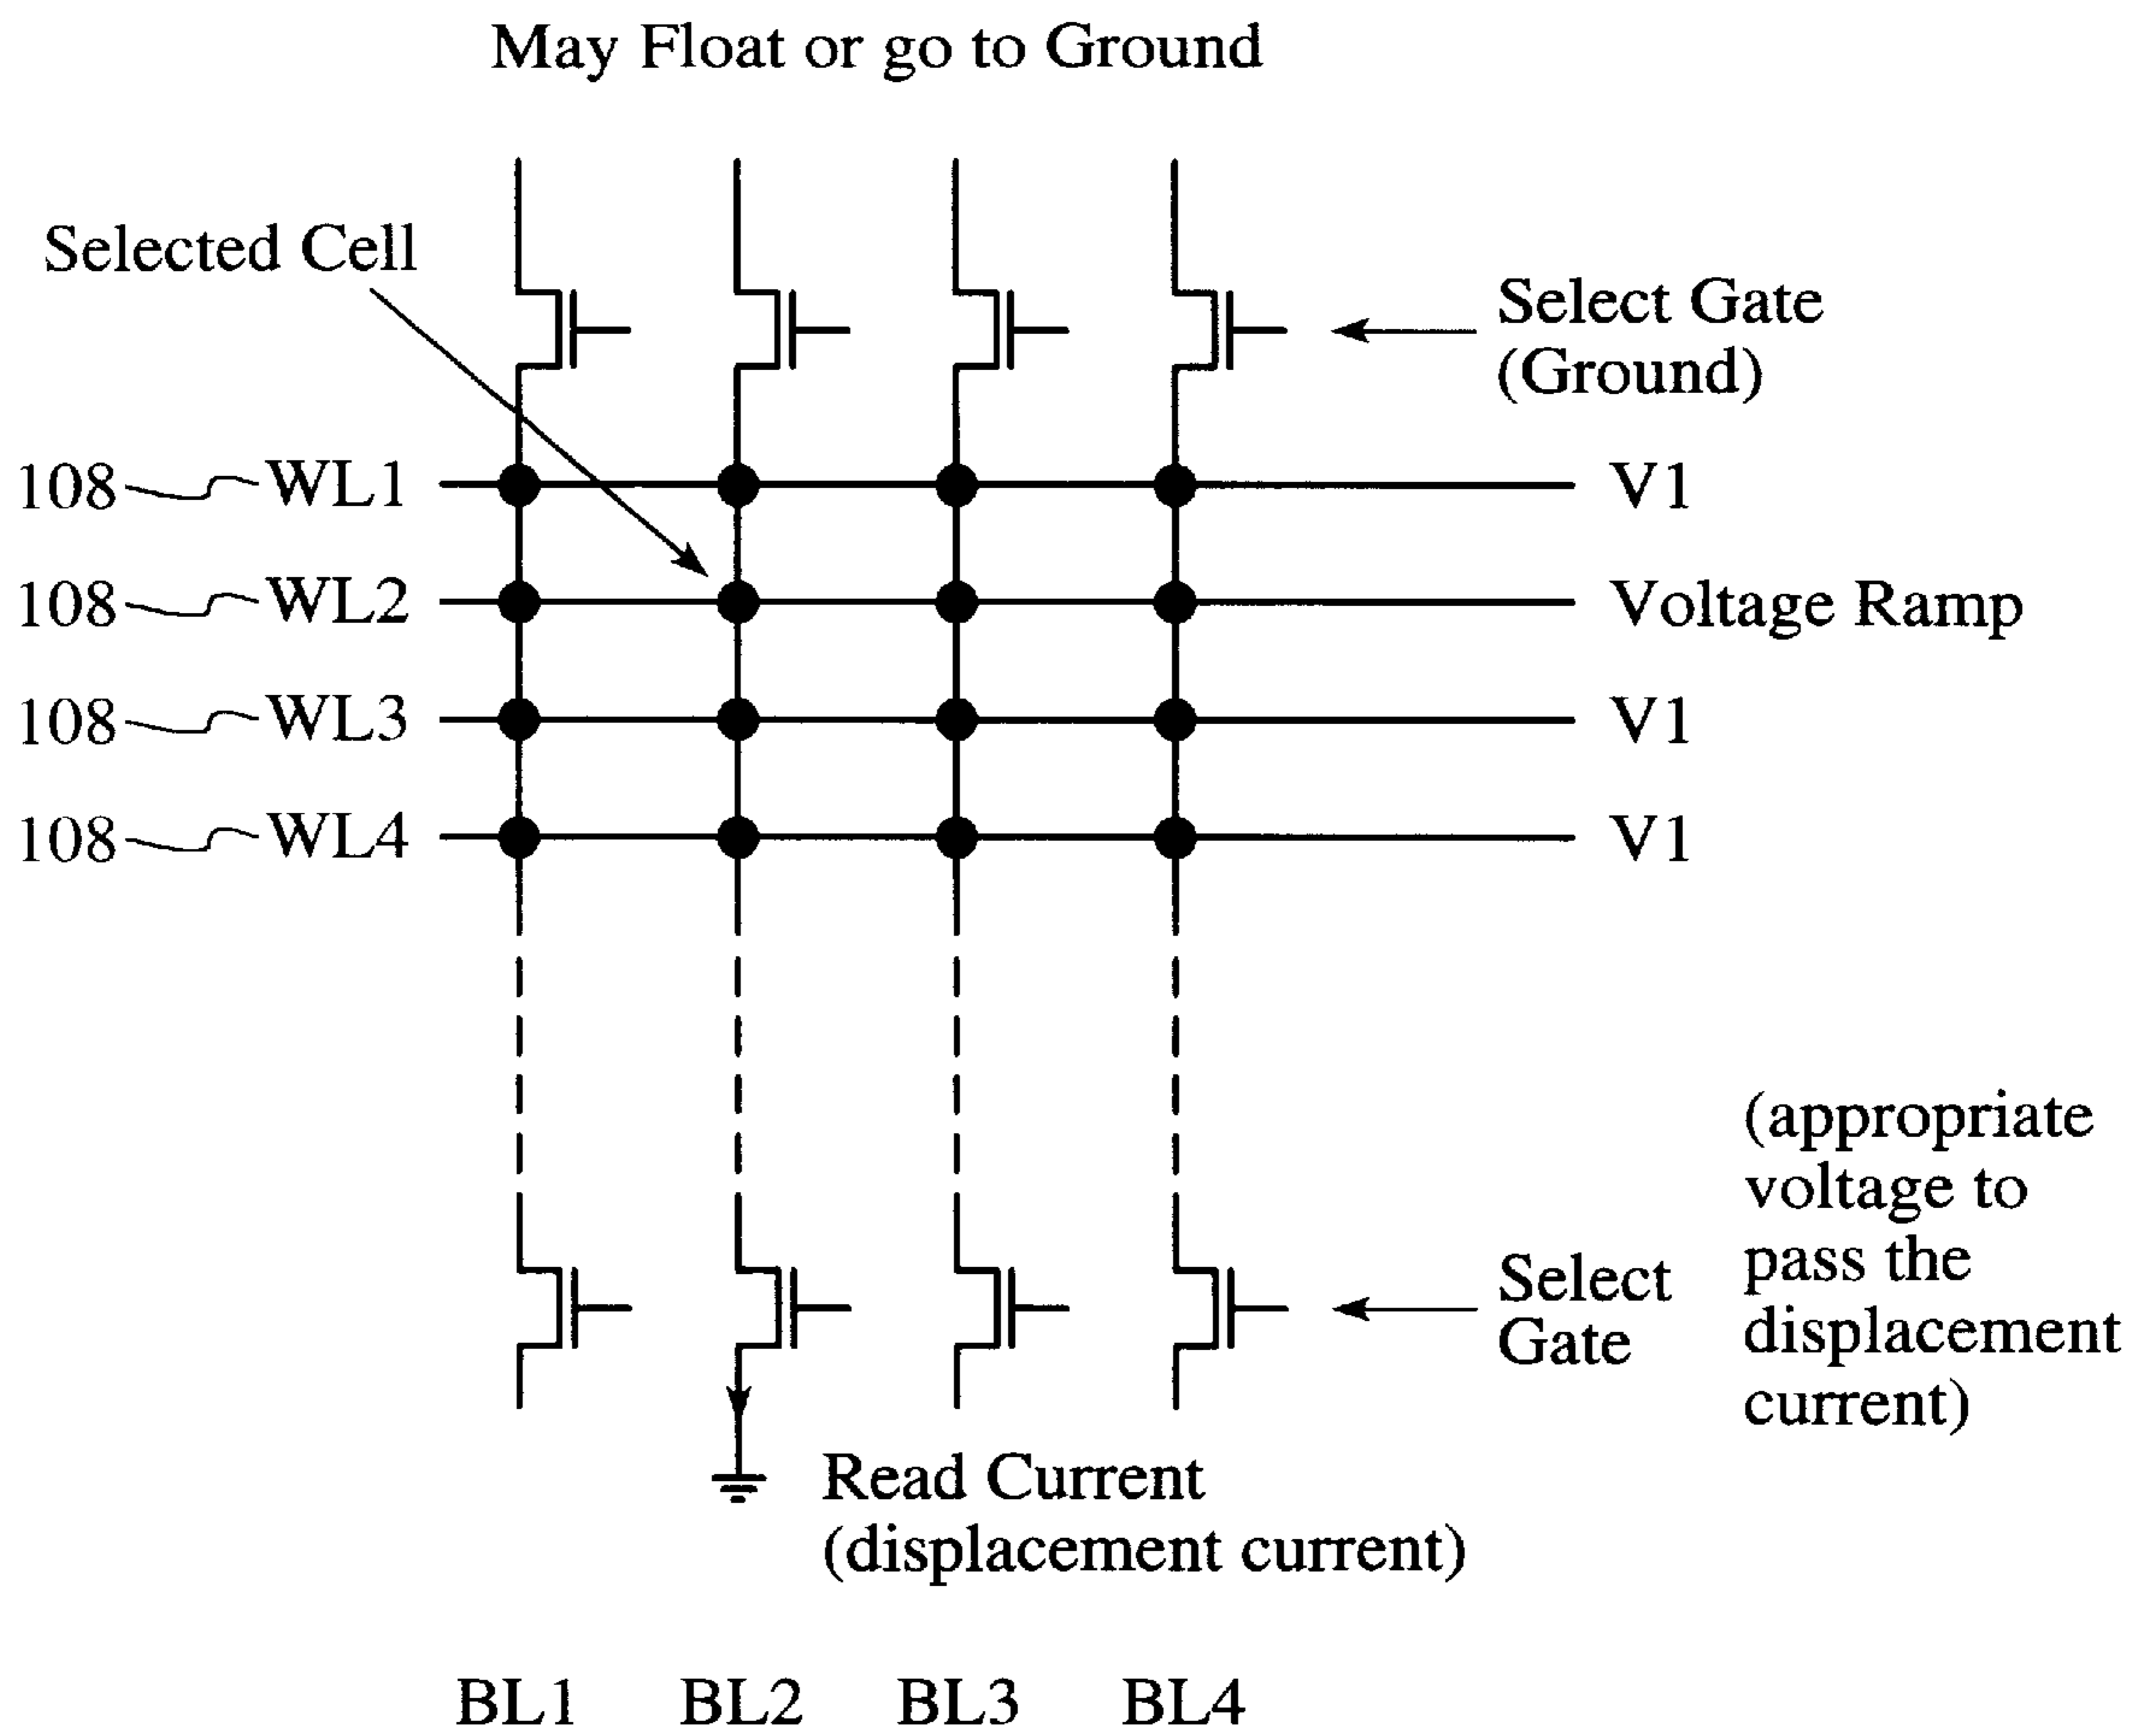 May Float or go to Ground
Selected Cell
Select Gate
(Ground)
108 WL1 V1
108 WL2 Voltage Ramp
108 WL3 V1
108 WL4 V1
(appropriate
voltage to
pass the
displacement
current)
Select
Gate
Read Current
(displacement current)
BL1 BL2 BL3 BL4